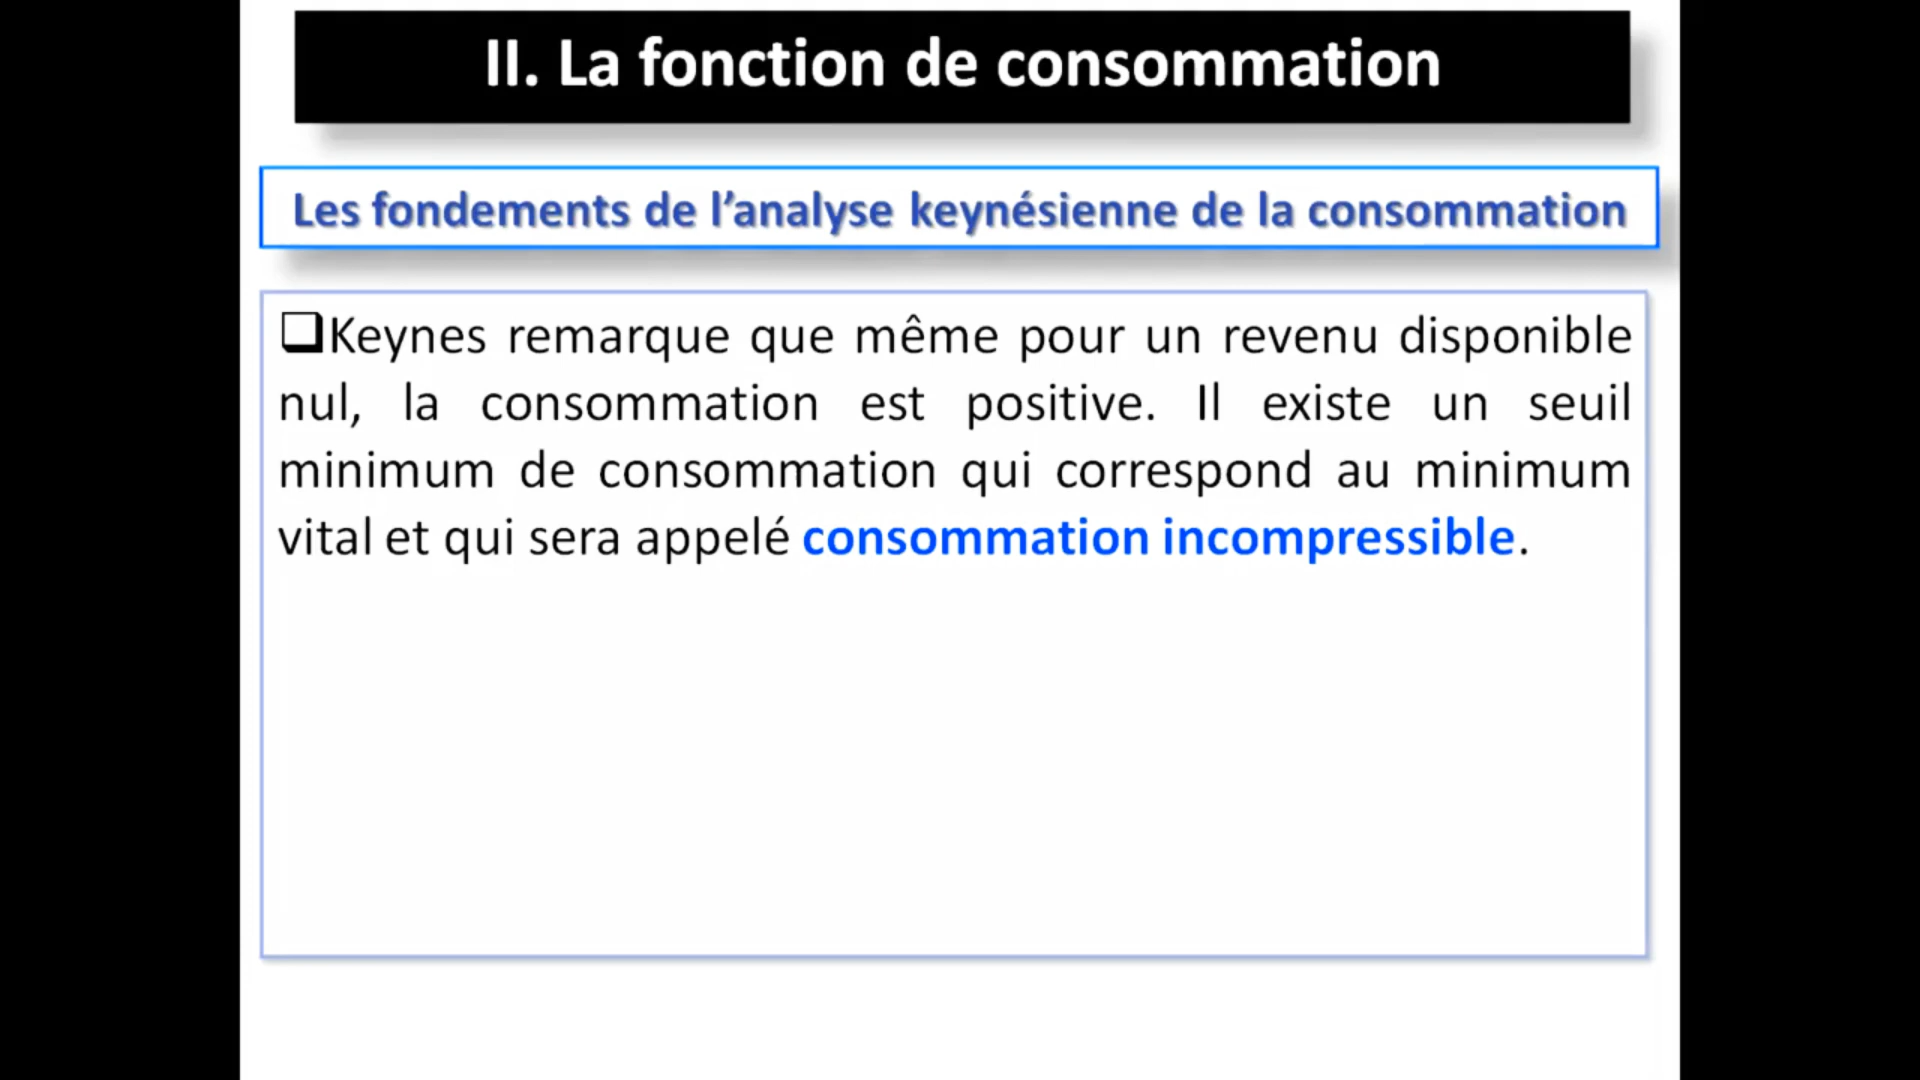 II. La fonction de consommation
Les fondements de l’analyse keynésienne de la consommation
❑Keynes remarque que même pour un revenu disponible
nul, la consommation est positive. Il existe un seuil
minimum de consommation qui correspond au minimum
vital et qui sera appelé consommation incompressible.